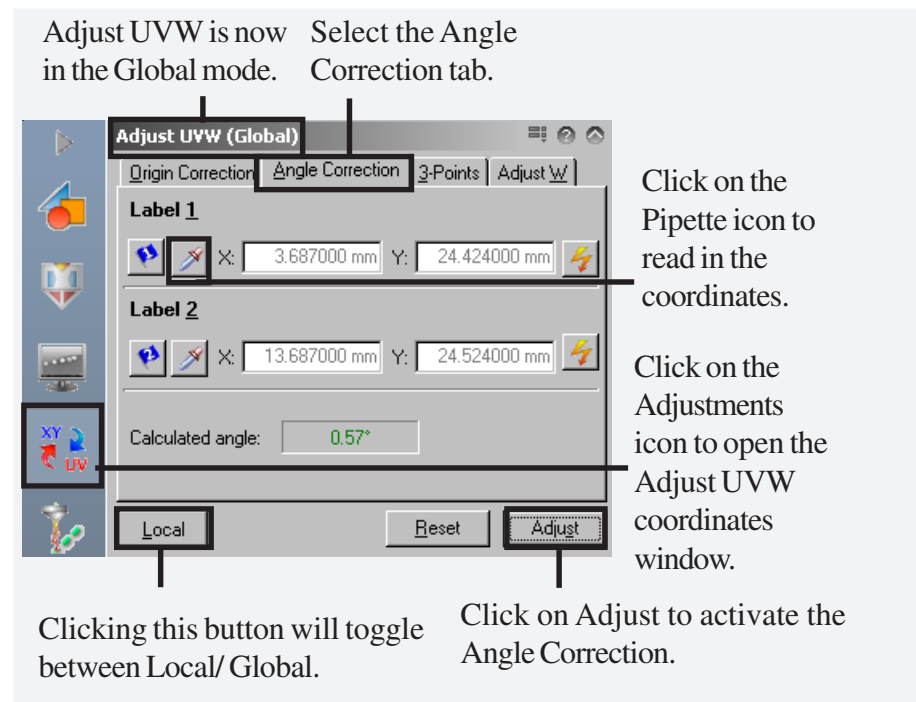 Adjust UVW is now
in the Global mode.
Select the Angle
Correction tab.
Adjust UVW (Global)
Origin Correction Angle Correction 3-Points Adjust W
Label 1
1 X: 3.687000 mm Y: 24.424000 mm
Label 2
2 X: 13.687000 mm Y: 24.524000 mm
Calculated angle: 0.57°
XY
UV
Local Reset Adjust
Click on the
Pipette icon to
read in the
coordinates.
Click on the
Adjustments
icon to open the
Adjust UVW
coordinates
window.
Clicking this button will toggle
between Local/ Global.
Click on Adjust to activate the
Angle Correction.